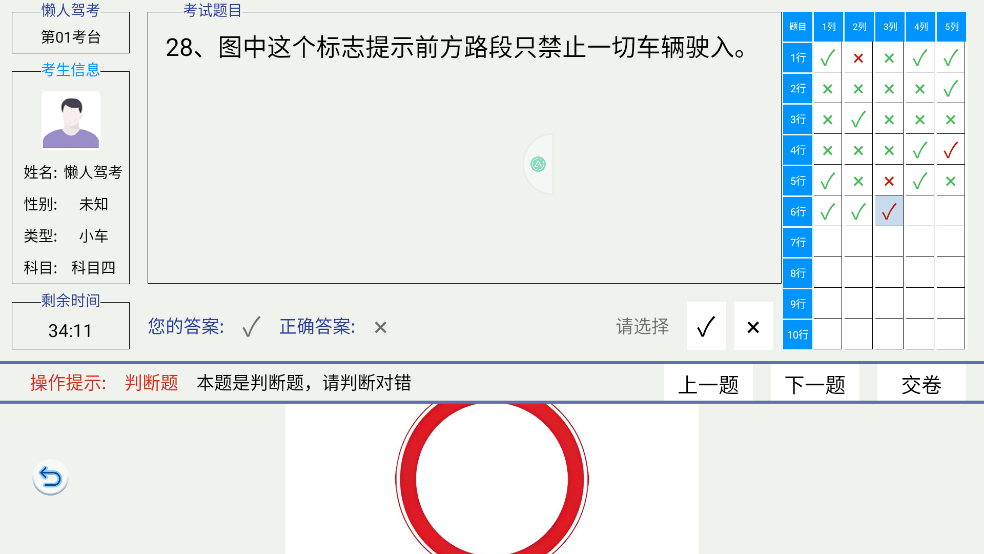 懒人驾考
第01考台
考生信息
姓名: 懒人驾考
性别: 未知
类型: 小车
科目: 科目四
剩余时间
34:11
考试题目
28、图中这个标志提示前方路段只禁止一切车辆驶入。
您的答案: ✓ 正确答案: ×
请选择 ✓ ×
题目 1列 2列 3列 4列 5列
1行 ✓ × × ✓ ✓
2行 × × × × ✓
3行 × ✓ × × ×
4行 × × × ✓ ✓
5行 ✓ × × ✓ ×
6行 ✓ ✓ ✓
7行
8行
9行
10行
操作提示: 判断题 本题是判断题，请判断对错
上一题 下一题 交卷